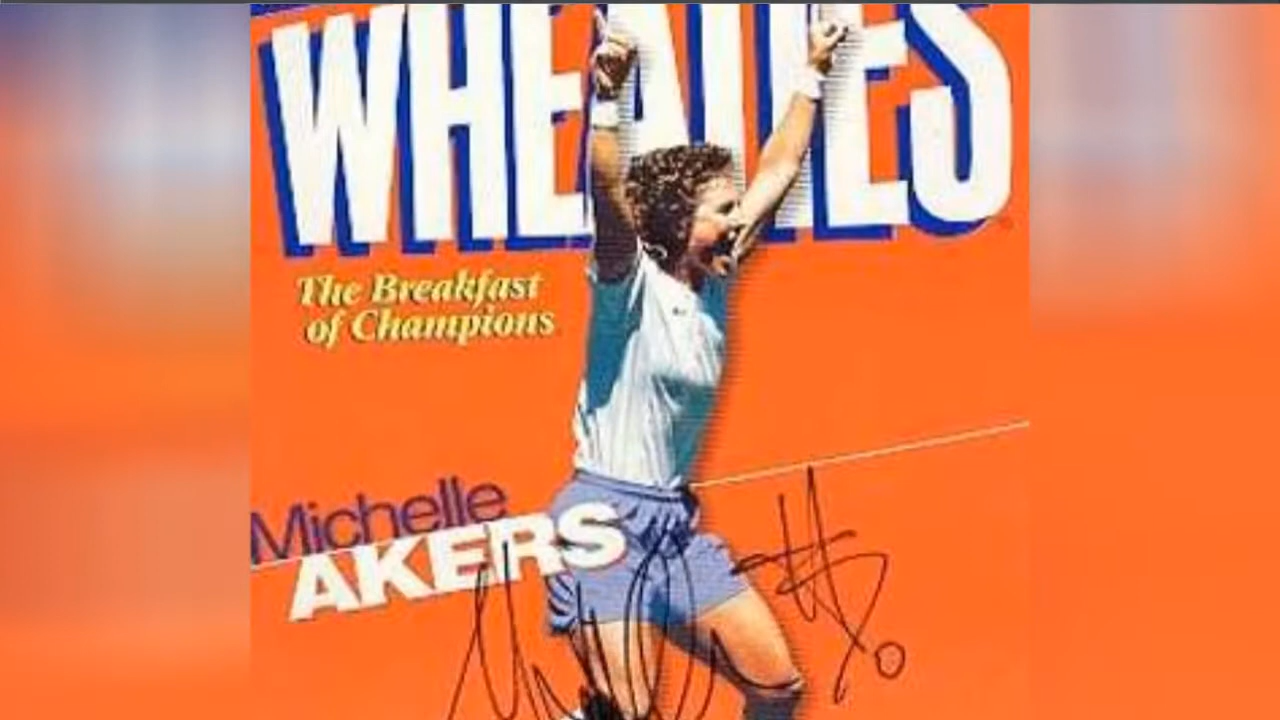 WHEATIES
The Breakfast
of Champions
Michelle
AKERS